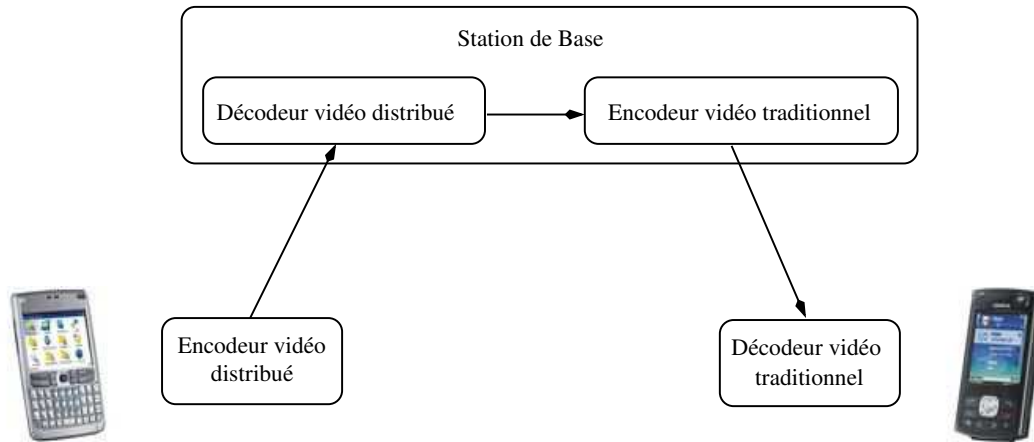 Station de Base
Décodeur vidéo distribué
Encodeur vidéo traditionnel
Encodeur vidéo
distribué
Décodeur vidéo
traditionnel